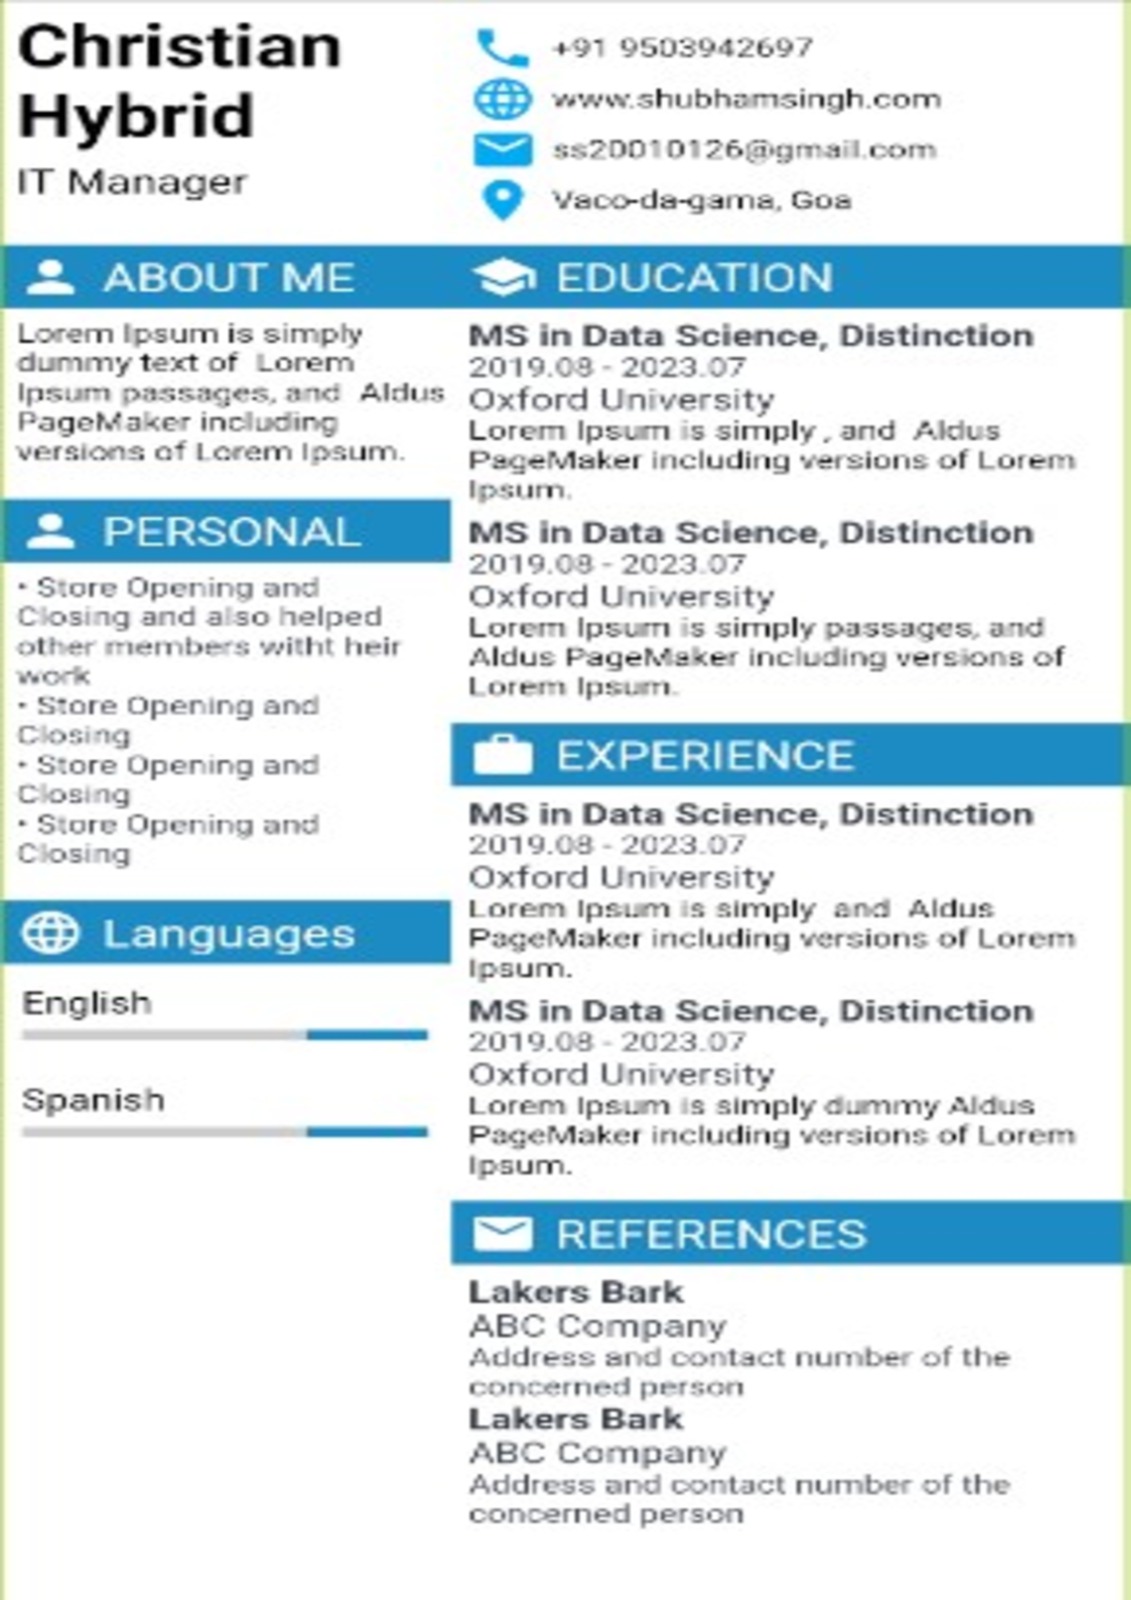 Christian
Hybrid
IT Manager
+91 9503942697
www.shubhamsingh.com
ss20010126@gmail.com
Vaco-da-gama, Goa
ABOUT ME
Lorem Ipsum is simply
dummy text of Lorem
Ipsum passages, and Aldus
PageMaker including
versions of Lorem Ipsum.
PERSONAL
• Store Opening and
Closing and also helped
other members witht heir
work
• Store Opening and
Closing
• Store Opening and
Closing
• Store Opening and
Closing
Languages
English
Spanish
EDUCATION
MS in Data Science, Distinction
2019.08 - 2023.07
Oxford University
Lorem Ipsum is simply , and Aldus
PageMaker including versions of Lorem
Ipsum.
MS in Data Science, Distinction
2019.08 - 2023.07
Oxford University
Lorem Ipsum is simply passages, and
Aldus PageMaker including versions of
Lorem Ipsum.
EXPERIENCE
MS in Data Science, Distinction
2019.08 - 2023.07
Oxford University
Lorem Ipsum is simply and Aldus
PageMaker including versions of Lorem
Ipsum.
MS in Data Science, Distinction
2019.08 - 2023.07
Oxford University
Lorem Ipsum is simply dummy Aldus
PageMaker including versions of Lorem
Ipsum.
REFERENCES
Lakers Bark
ABC Company
Address and contact number of the
concerned person
Lakers Bark
ABC Company
Address and contact number of the
concerned person